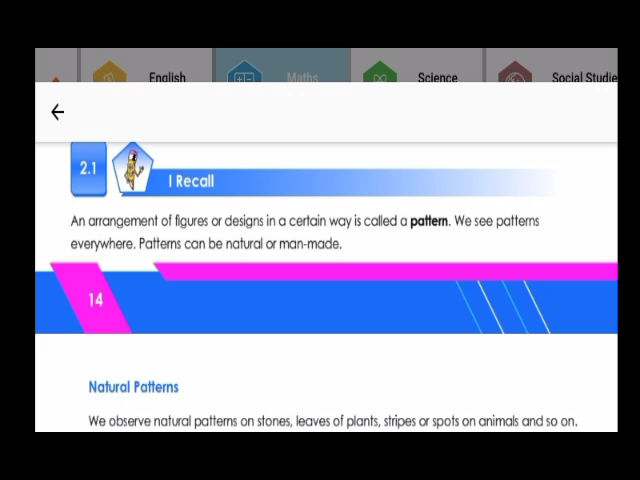 English Maths Science Social Studie
2.1 I Recall
An arrangement of figures or designs in a certain way is called a pattern. We see patterns
everywhere. Patterns can be natural or man-made.
14
Natural Patterns
We observe natural patterns on stones, leaves of plants, stripes or spots on animals and so on.